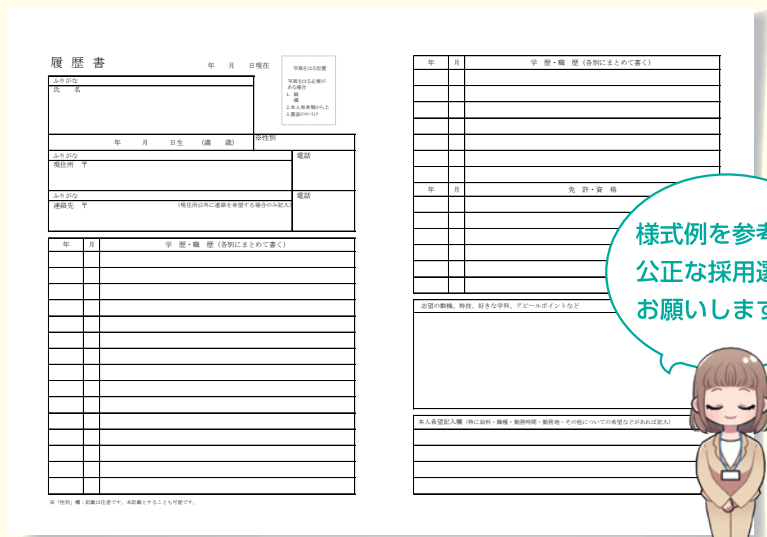 履 歴 書
年 月 日現在
写真をはる位置
写真をはる必要が
ある場合
1. 縦
横
2.本人単身胸から上
3.裏面のりづけ
ふりがな
氏 名
年 月 日生 (満 歳)
※性別
ふりがな
電話
現住所 〒
ふりがな
電話
連絡先 〒 (現住所以外に連絡を希望する場合のみ記入)
年 月 学 歴・職 歴(各別にまとめて書く)
※「性別」欄:記載は任意です。未記載とすることも可能です。
年 月 学 歴・職 歴(各別にまとめて書く)
年 月 免 許・資 格
志望の動機、特技、好きな学科、アピールポイントなど
本人希望記入欄(特に給料・職種・勤務時間・勤務地・その他についての希望などがあれば記入)
様式例を参考
公正な採用選
お願いします